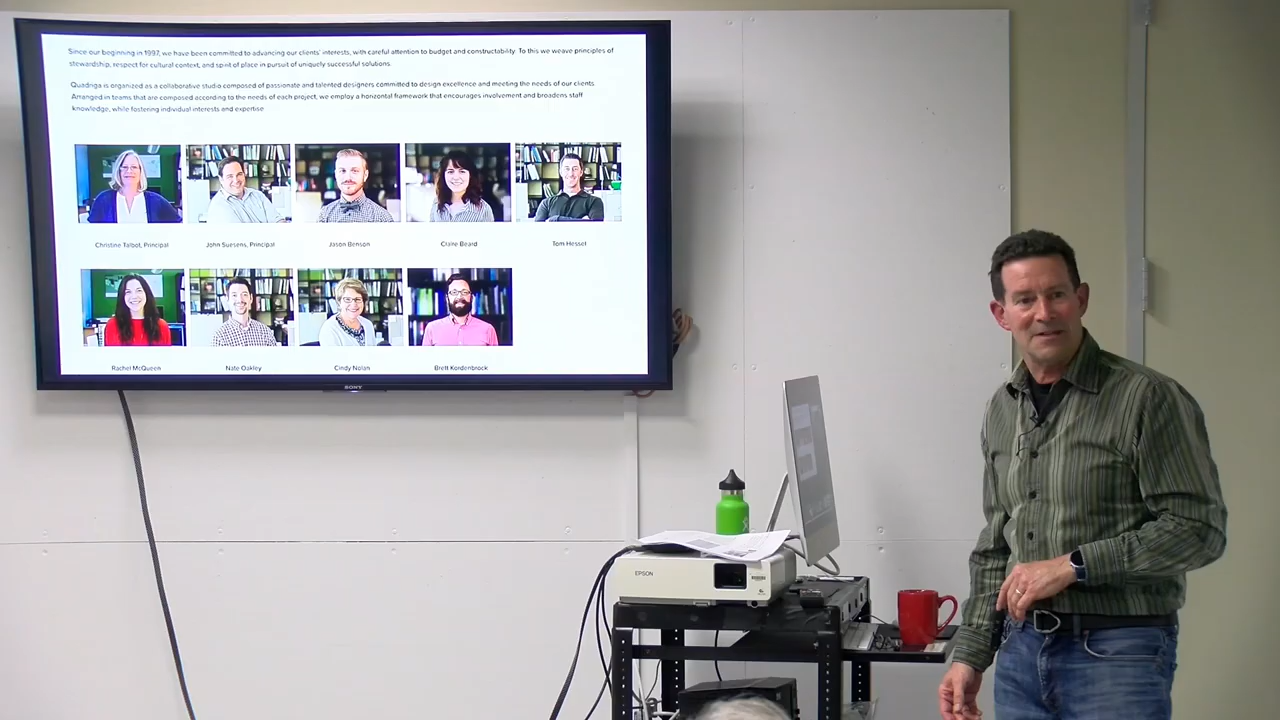 Since our beginning in 1997, we have been committed to advancing our clients' interests, with careful attention to budget and constructability. To this we weave principles of
stewardship, respect for cultural context, and spirit of place in pursuit of uniquely successful solutions.
Quadriga is organized as a collaborative studio composed of passionate and talented designers committed to design excellence and meeting the needs of our clients.
Arranged in teams that are composed according to the needs of each project, we employ a horizontal framework that encourages involvement and broadens staff
knowledge, while fostering individual interests and expertise
Christine Talbot, Principal
John Suesens, Principal
Jason Benson
Claire Beard
Tom Hessel
Rachel McQueen
Nate Oakley
Cindy Nolan
Brett Kordenbrock
SONY
EPSON